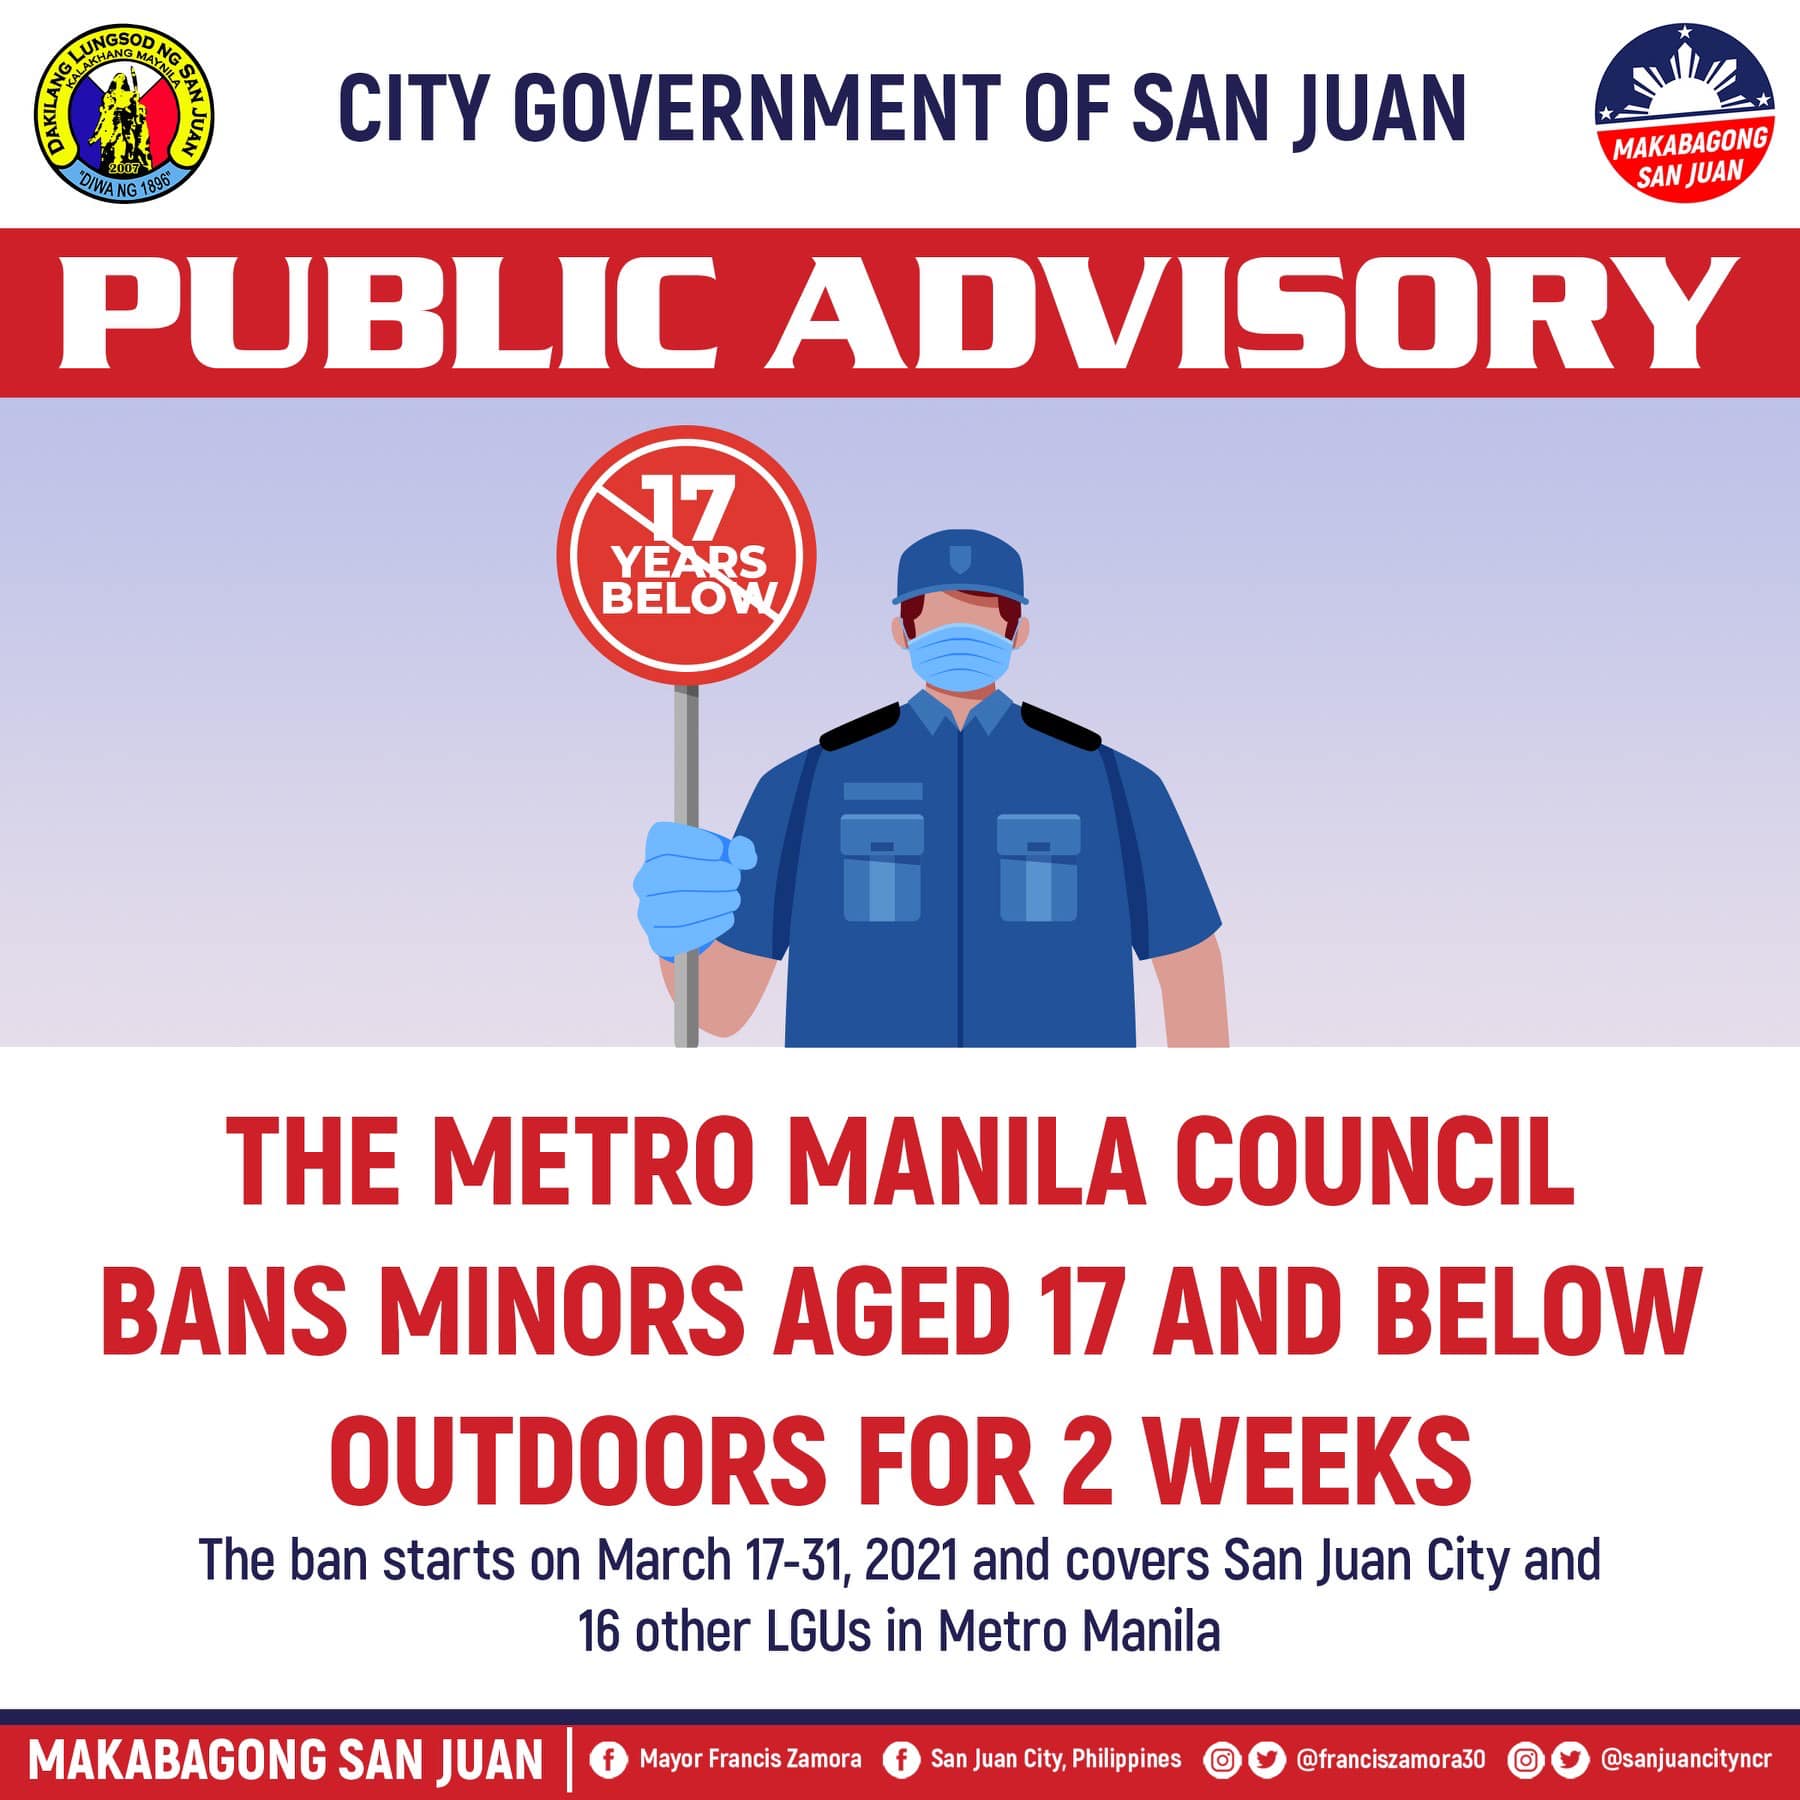 DAKILANG LUNGSOD NG SAN JUAN
KALAKHANG MAYNILA
2007
"DIWA NG 1896"
CITY GOVERNMENT OF SAN JUAN
MAKABAGONG
SAN JUAN
PUBLIC ADVISORY
17
YEARS
BELOW
THE METRO MANILA COUNCIL
BANS MINORS AGED 17 AND BELOW
OUTDOORS FOR 2 WEEKS
The ban starts on March 17-31, 2021 and covers San Juan City and
16 other LGUs in Metro Manila
MAKABAGONG SAN JUAN Mayor Francis Zamora San Juan City, Philippines @franciszamora30 @sanjuancityncr